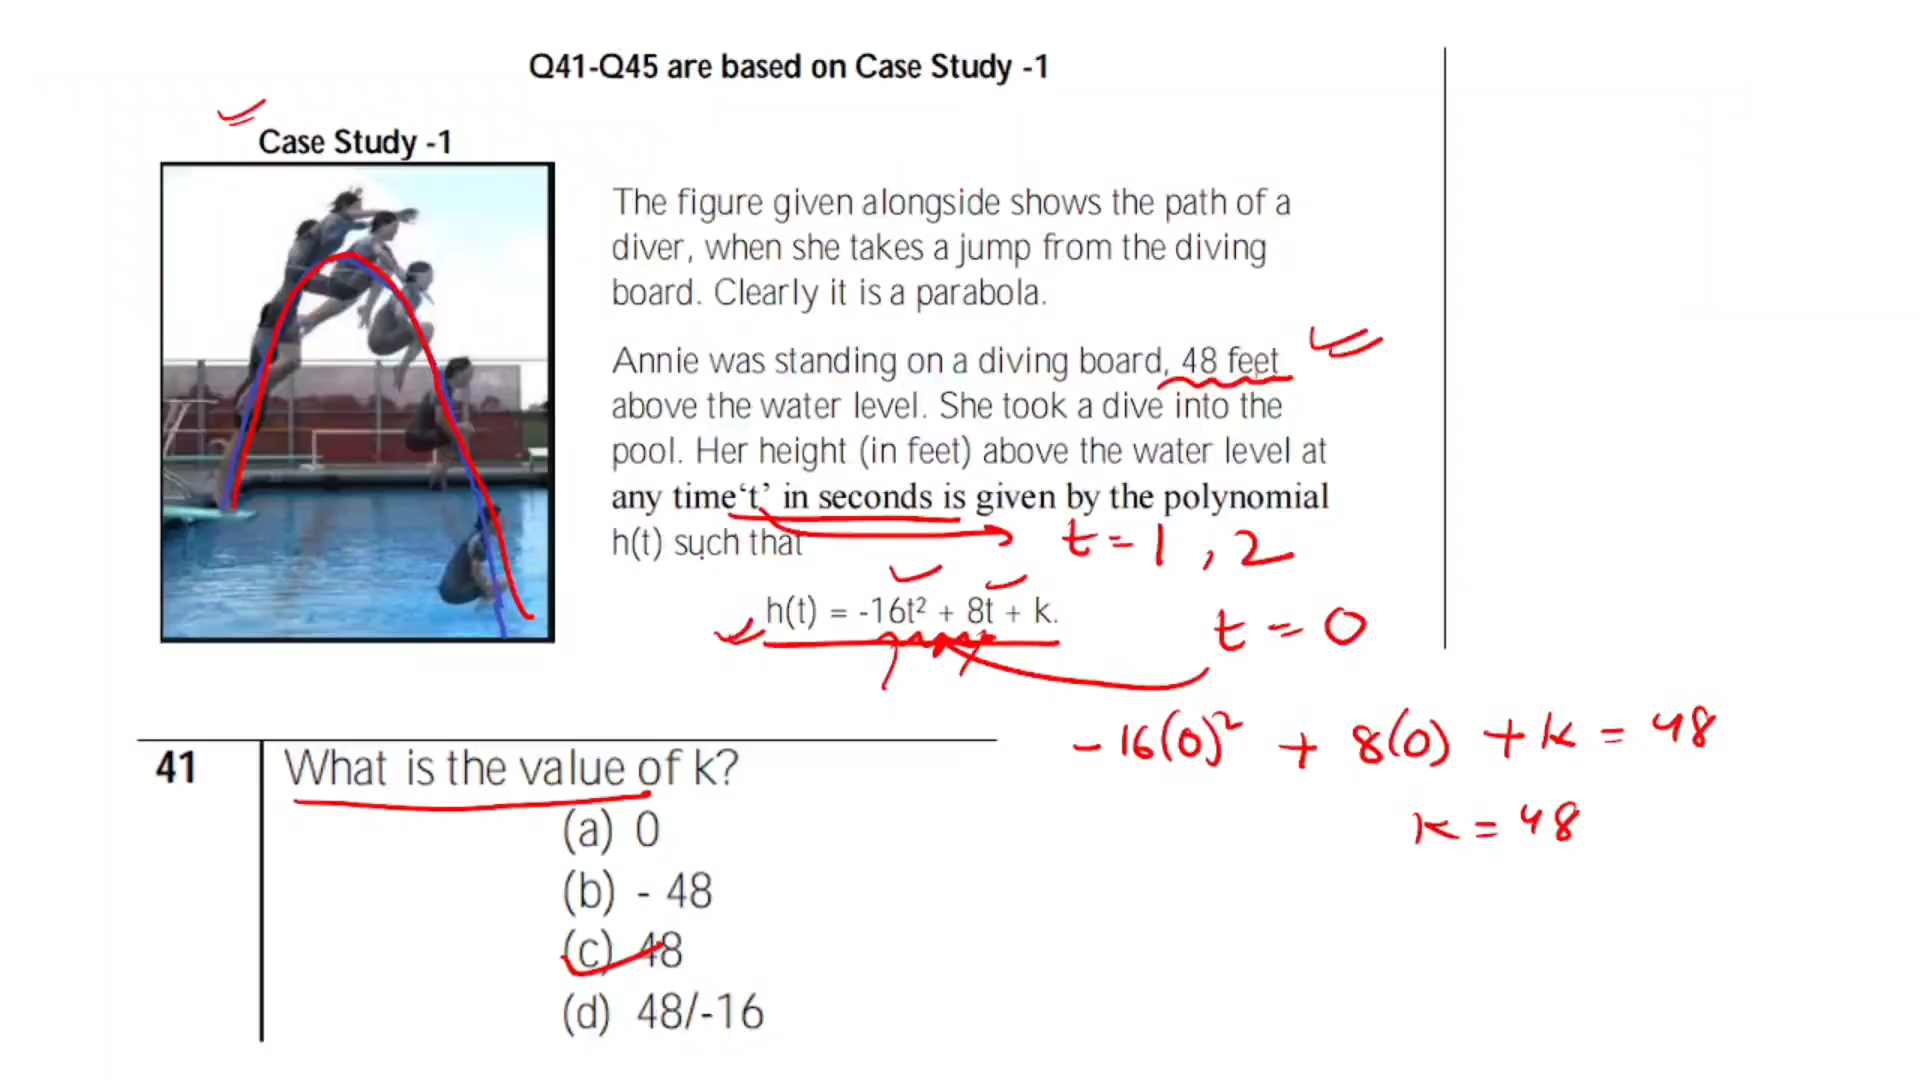 Q41-Q45 are based on Case Study -1
Case Study -1
The figure given alongside shows the path of a
diver, when she takes a jump from the diving
board. Clearly it is a parabola.
Annie was standing on a diving board, 48 feet
above the water level. She took a dive into the
pool. Her height (in feet) above the water level at
any time‘t’ in seconds is given by the polynomial
h(t) such that
t = 1 , 2
h(t) = -16t² + 8t + k.
t = 0
- 16(0)² + 8(0) + k = 48
k = 48
41 What is the value of k?
(a) 0
(b) - 48
(c) 48
(d) 48/-16